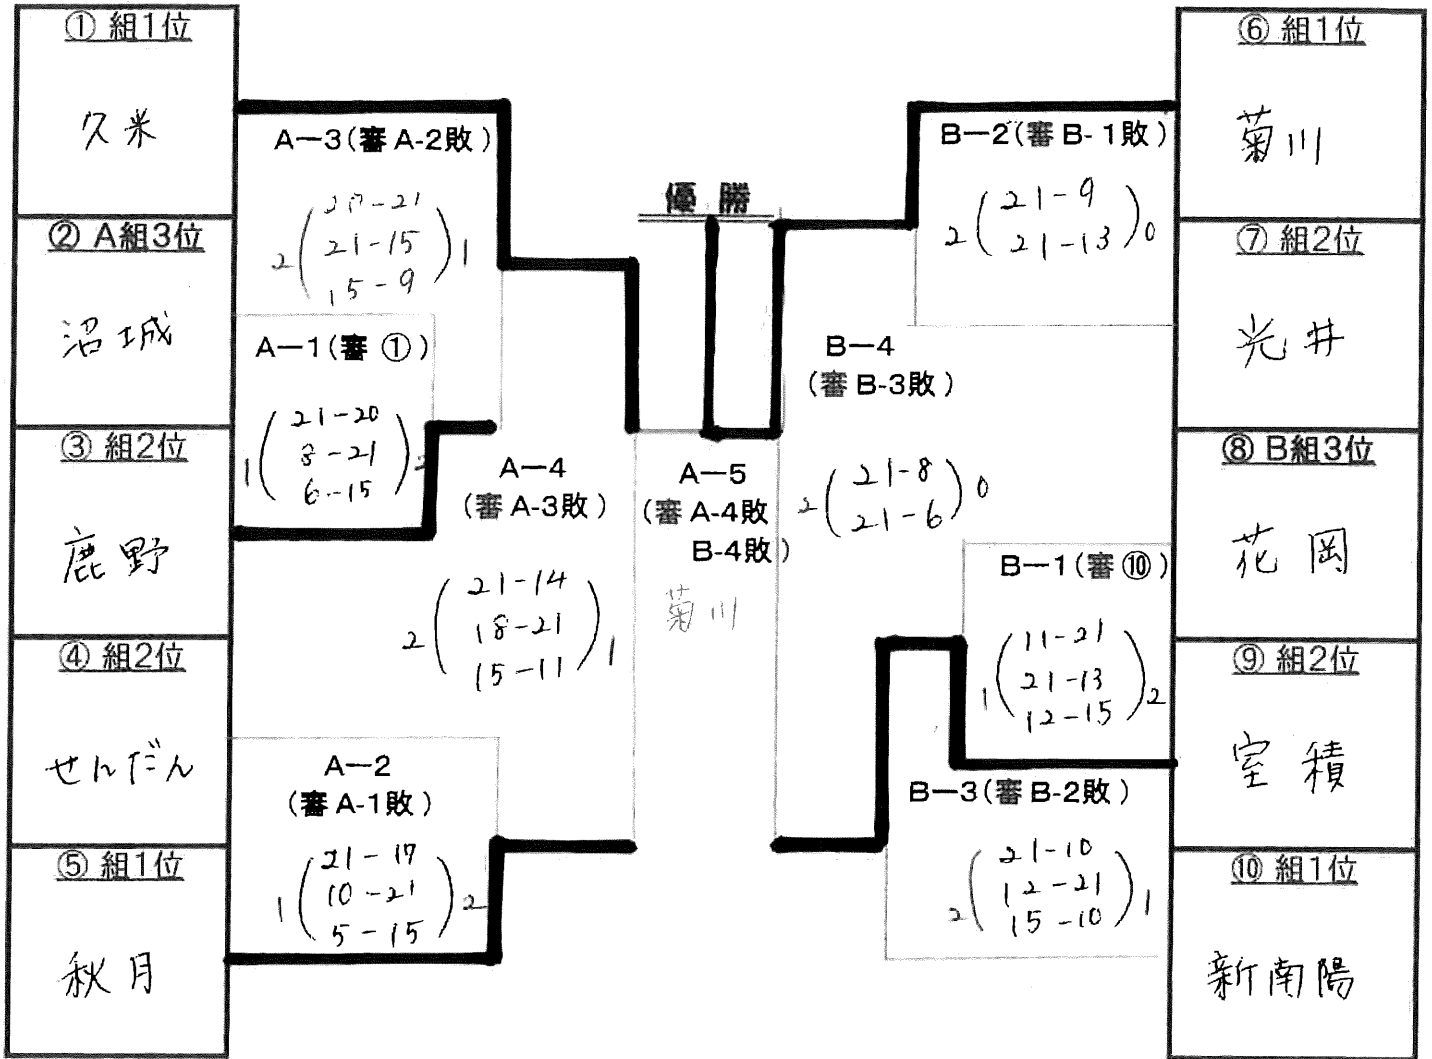 ① 組1位
久米
② A組3位
沼城
③ 組2位
鹿野
④ 組2位
せんだん
⑤ 組1位
秋月
A－3(審 A-2敗)
2 1
21-15
15-9
A－1(審 ①)
1 2
21-20
8-21
6-15
A－4
(審 A-3敗)
2 1
21-14
18-21
15-11
A－2
(審 A-1敗)
1 2
21-17
10-21
5-15
優勝
A－5
(審 A-4敗
B-4敗)
菊川
B－2(審 B-1敗)
2 0
21-9
21-13
B－4
(審 B-3敗)
2 0
21-8
21-6
B－1(審 ⑩)
1 2
11-21
21-13
12-15
B－3(審 B-2敗)
2 1
21-10
12-21
15-10
⑥ 組1位
菊川
⑦ 組2位
光井
⑧ B組3位
花岡
⑨ 組2位
室積
⑩ 組1位
新南陽